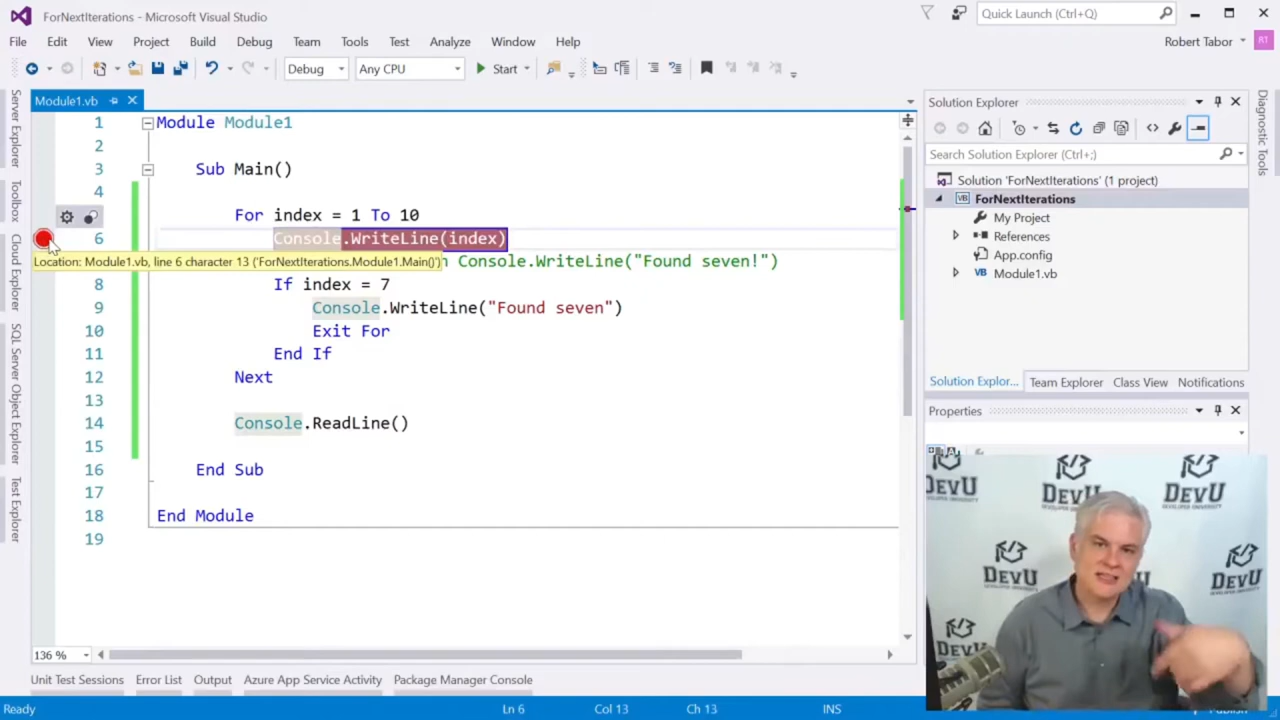 ForNextIterations - Microsoft Visual Studio
Quick Launch (Ctrl+Q)
File Edit View Project Build Debug Team Tools Test Analyze Window Help
Robert Tabor RT
Debug Any CPU Start
Module1.vb
Server Explorer
Toolbox
Cloud Explorer
SQL Server Object Explorer
Test Explorer
1 Module Module1
2
3 Sub Main()
4
For index = 1 To 10
6 Console.WriteLine(index)
Location: Module1.vb, line 6 character 13 ('ForNextIterations.Module1.Main()')
Console.WriteLine("Found seven!")
8 If index = 7
9 Console.WriteLine("Found seven")
10 Exit For
11 End If
12 Next
13
14 Console.ReadLine()
15
16 End Sub
17
18 End Module
19
136 %
Solution Explorer
Search Solution Explorer (Ctrl+;)
Solution 'ForNextIterations' (1 project)
ForNextIterations
My Project
References
App.config
Module1.vb
Solution Explor... Team Explorer Class View Notifications
Properties
Diagnostic Tools
DevU DevU DevU
DEVELOPER UNIVERSITY
DevU DevU
Unit Test Sessions Error List Output Azure App Service Activity Package Manager Console
Ready Ln 6 Col 13 Ch 13 INS